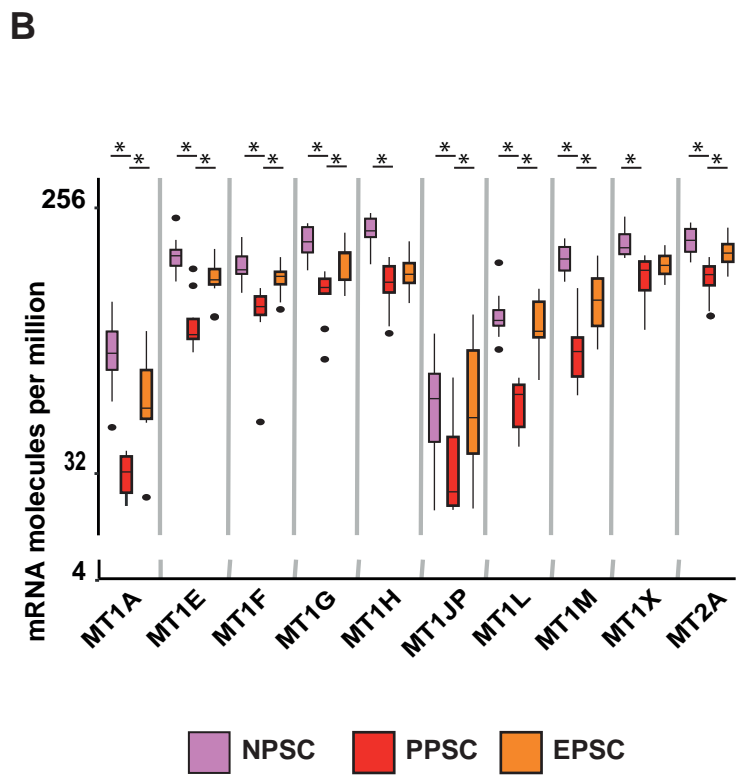 B
* * * * * * * * * * * * * * * * * *
256
32
4
mRNA molecules per million
MT1A MT1E MT1F MT1G MT1H MT1JP MT1L MT1M MT1X MT2A
NPSC PPSC EPSC